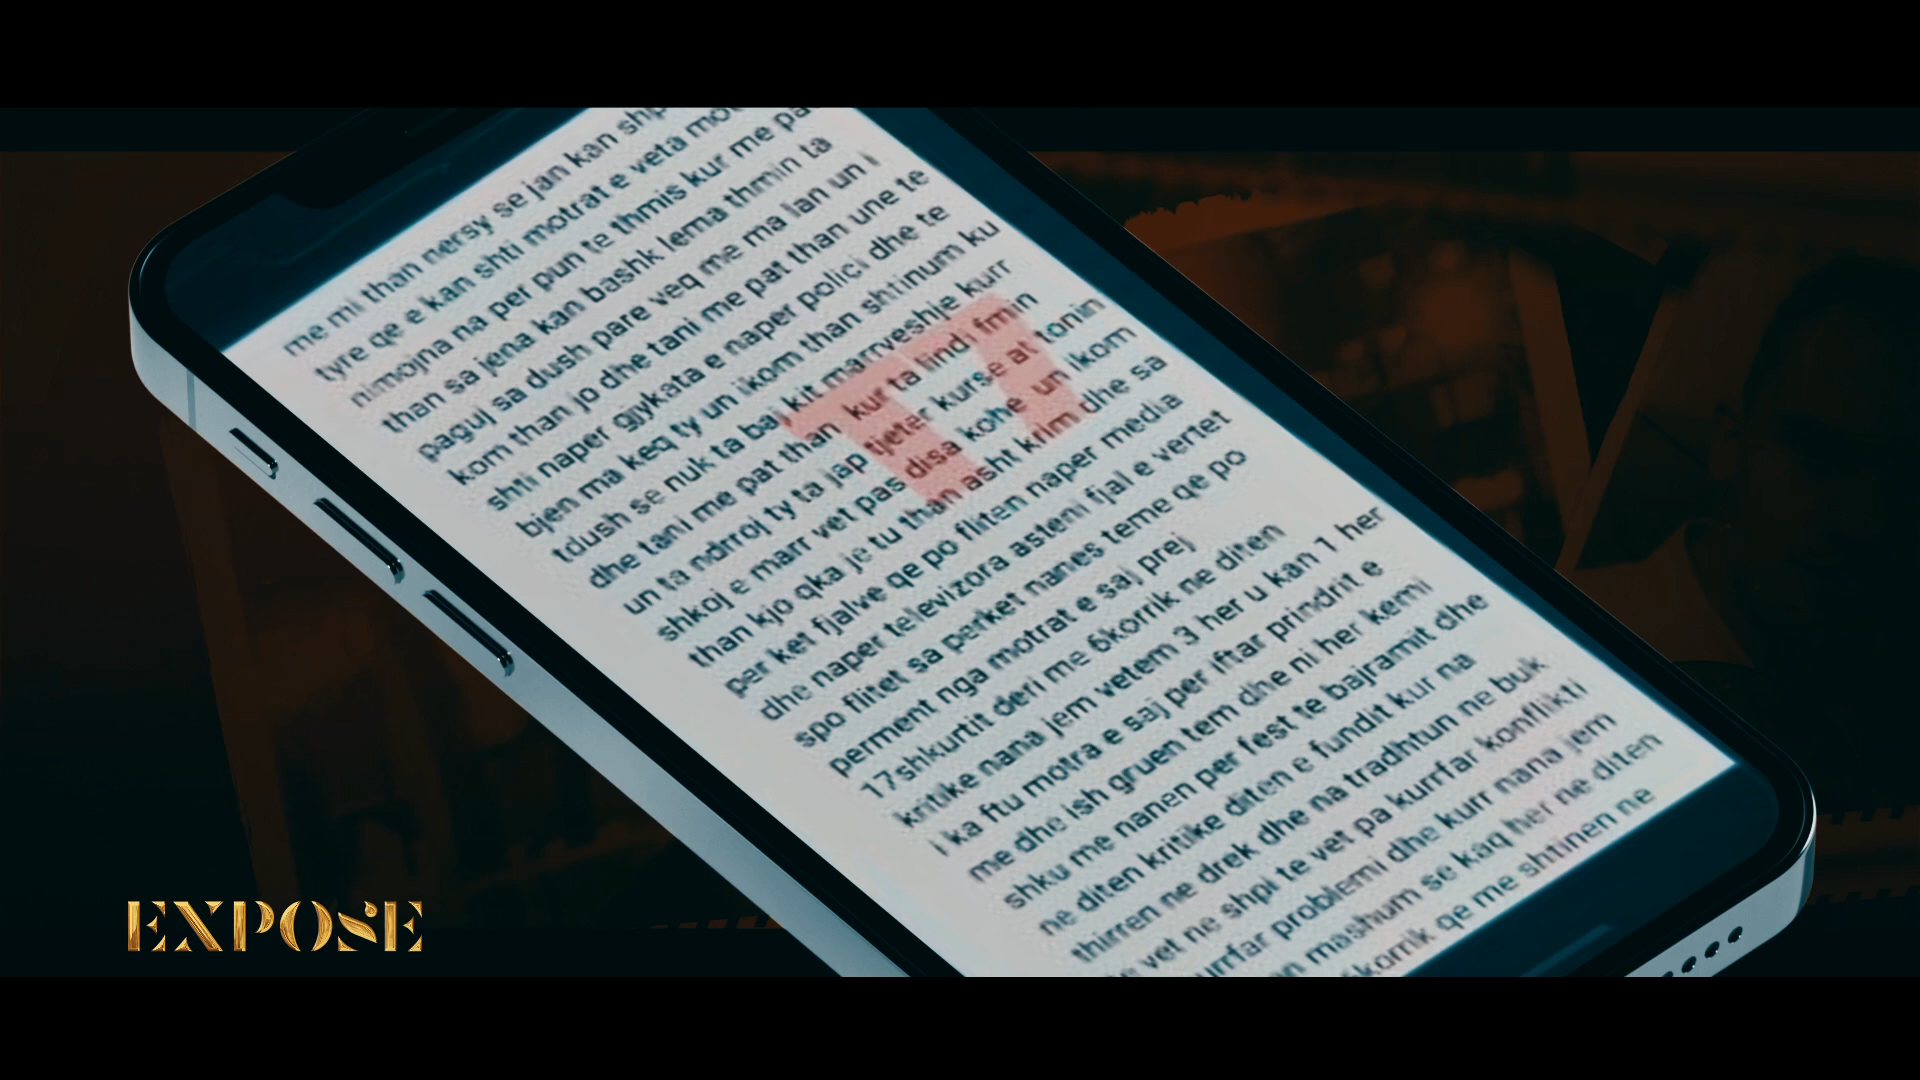 me mi than nersy se jan kan
tyre qe e kan shti motrat e veta
nimojna na per pun te thmis kur me pa
than sa jena kan bashk lema thmin ta
paguj sa dush pare veq me ma lan un i
kom than jo dhe tani me pat than une te
shti naper gjykata e naper polici dhe te
bjen ma keq ty un ikom than shtinum ku
tdush se nuk ta baj kit marrveshje kurr
dhe tani me pat than kur ta lindi fmin
un ta ndrroj ty ta jap tjeter kurse at tonin
shkoj e marr vet pas disa kohe un ikom
than kjo qka je tu than asht krim dhe sa
per ket fjalve qe po fliten naper media
dhe naper televizora asteni fjal e vertet
spo flitet sa perket nanes teme qe po
perment nga motrat e saj prej
17shkurtit deri me 6korrik ne diten
kritike nana jem vetem 3 her u kan 1 her
i ka ftu motra e saj per iftar prindrit e
me dhe ish gruen tem dhe ni her kemi
shku me nanen per fest te bajramit dhe
ne diten kritike diten e fundit kur na
thirren ne drek dhe na tradhtun ne buk
vet ne shpi te vet pa kurrfar konflikti
kurrfar problemi dhe kurr nana jem
mashum se kaq her ne diten
6korrik qe me shtinen ne
T7
EXPOSE